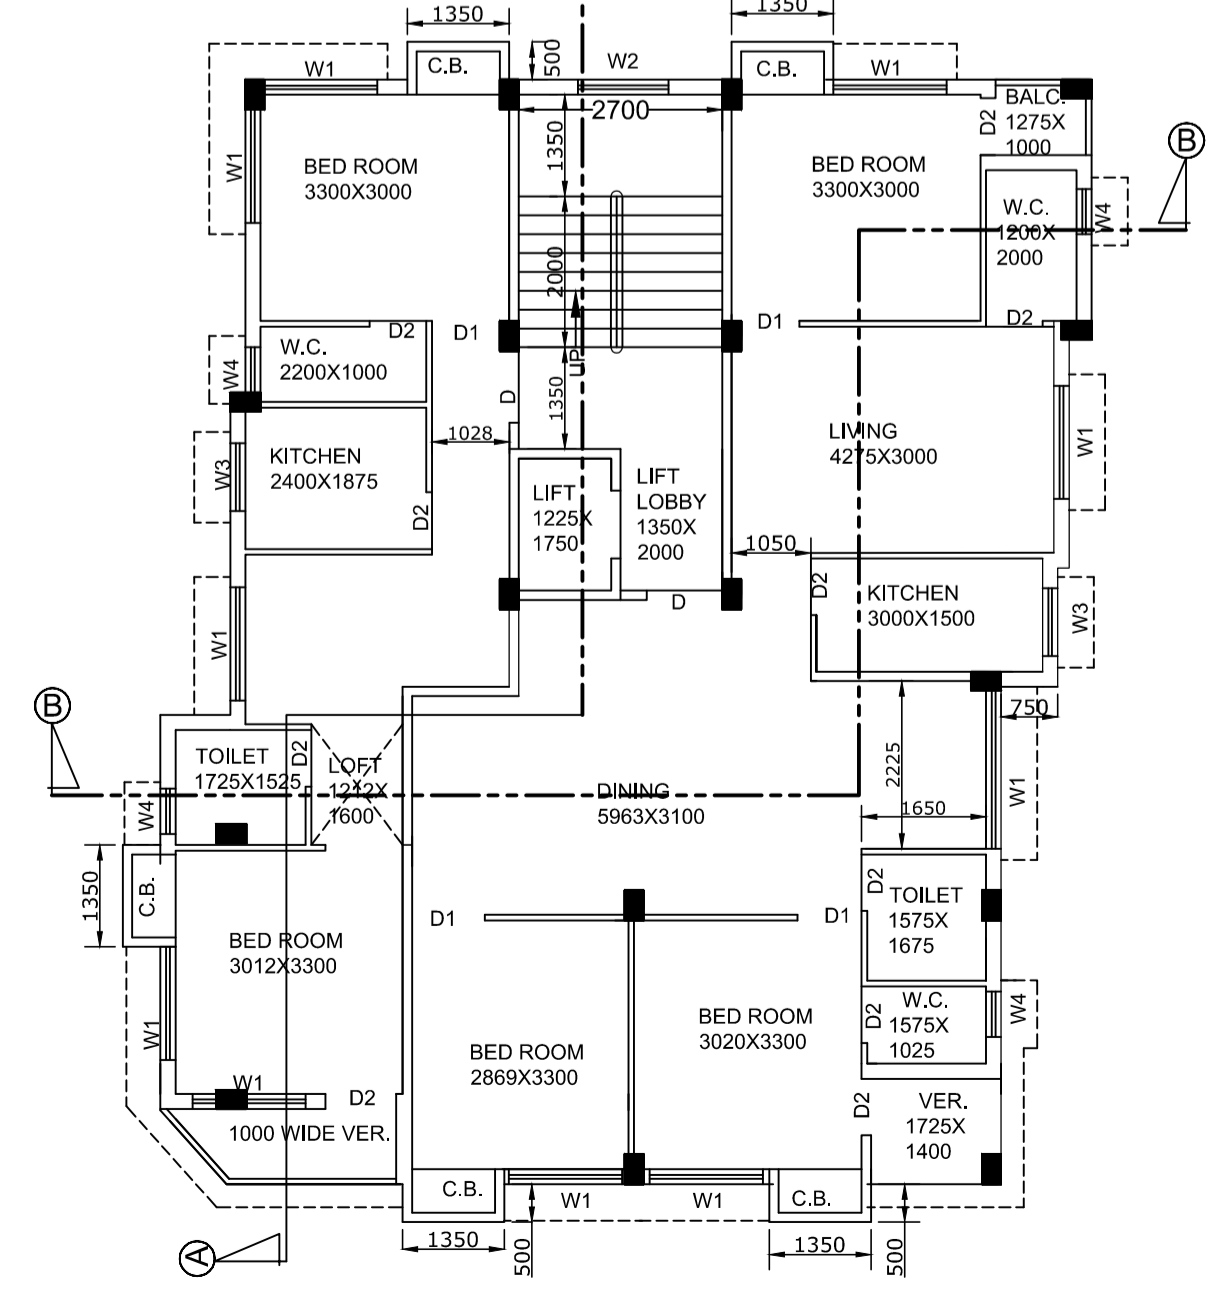 1350
1350
C.B.
500
W2
C.B.
W1
W1
2700
BALC.
1275X
1000
D2
B
W1
BED ROOM
3300X3000
1350
BED ROOM
3300X3000
W.C.
1200X
2000
W4
2000
D2
D1
D1
D2
W.C.
2200X1000
W4
UP
D
1350
1028
LIVING
4275X3000
W1
KITCHEN
2400X1875
W3
LIFT
1225X
1750
LIFT
LOBBY
1350X
2000
D2
1050
D2
KITCHEN
3000X1500
W3
D
W1
B
750
TOILET
1725X1525
D2
LOFT
1212X
1600
2225
W1
DINING
5963X3100
1650
W4
1350
C.B.
D2
TOILET
1575X
1675
D1
D1
BED ROOM
3012X3300
W.C.
1575X
1025
D2
W4
BED ROOM
3020X3300
W1
BED ROOM
2869X3300
W1
D2
D2
VER.
1725X
1400
1000 WIDE VER.
C.B.
W1
W1
C.B.
A
1350
500
1350
500